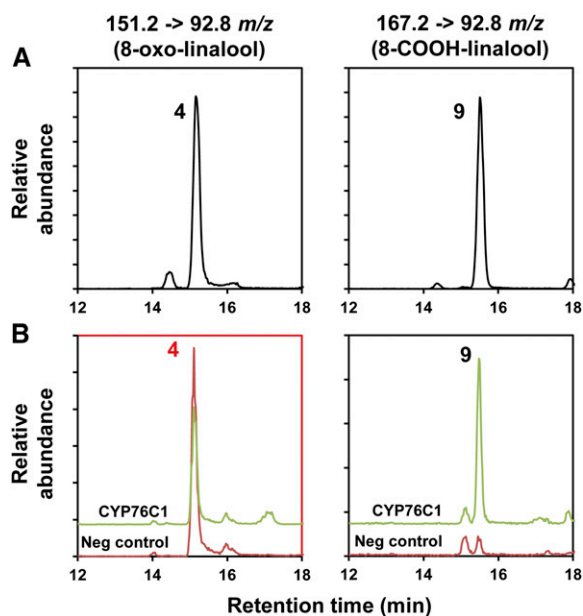 151.2 -> 92.8 m/z
(8-oxo-linalool)
167.2 -> 92.8 m/z
(8-COOH-linalool)
A
Relative
abundance
4
9
12 14 16 18
12 14 16 18
B
Relative
abundance
4
9
CYP76C1
Neg control
CYP76C1
Neg control
12 14 16 18
12 14 16 18
Retention time (min)